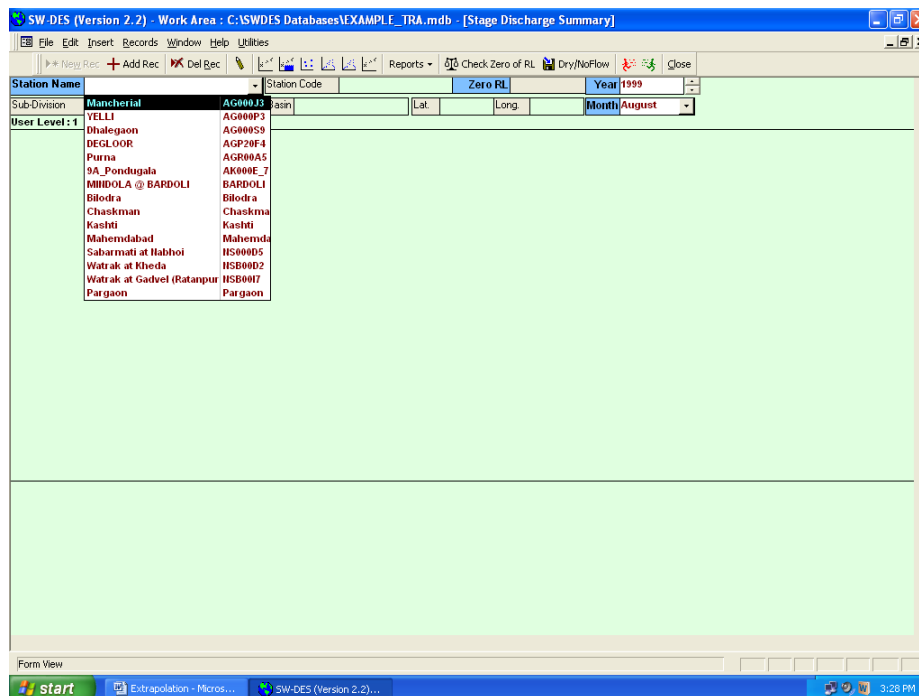 SW-DES (Version 2.2) - Work Area : C:\SWDES Databases\EXAMPLE_TRA.mdb - [Stage Discharge Summary]
File Edit Insert Records Window Help Utilities
New Rec Add Rec Del Rec Reports Check Zero of RL Dry/NoFlow Close
Station Name Station Code Zero RL Year 1999
Sub-Division Basin Lat. Long. Month August
User Level : 1
Mancherial AG000J3
YELLI AG000P3
Dhalegaon AG000S9
DEGLOOR AGP20F4
Purna AGR00A5
9A_Pondugala AK000E_7
MINDOLA @ BARDOLI BARDOLI
Bilodra Bilodra
Chaskman Chaskma
Kashti Kashti
Mahemdabad Mahemda
Sabarmati at Nabhoi NS000D5
Watrak at Kheda NSB00D2
Watrak at Gadvel (Ratanpur NSB00I7
Pargaon Pargaon
Form View
start Extrapolation - Micros... SW-DES (Version 2.2)... 3:28 PM